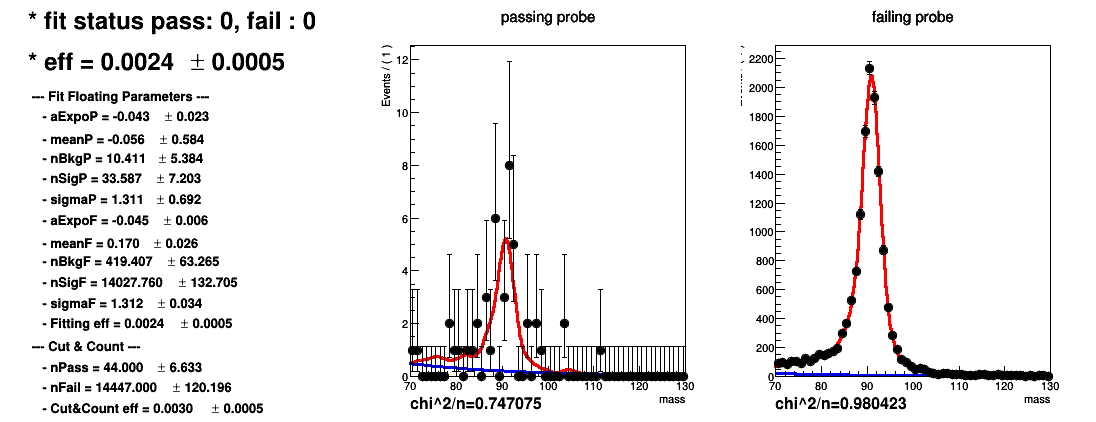 * fit status pass: 0, fail : 0
* eff = 0.0024 ± 0.0005
--- Fit Floating Parameters ---
- aExpoP = -0.043 ± 0.023
- meanP = -0.056 ± 0.584
- nBkgP = 10.411 ± 5.384
- nSigP = 33.587 ± 7.203
- sigmaP = 1.311 ± 0.692
- aExpoF = -0.045 ± 0.006
- meanF = 0.170 ± 0.026
- nBkgF = 419.407 ± 63.265
- nSigF = 14027.760 ± 132.705
- sigmaF = 1.312 ± 0.034
- Fitting eff = 0.0024 ± 0.0005
--- Cut & Count ---
- nPass = 44.000 ± 6.633
- nFail = 14447.000 ± 120.196
- Cut&Count eff = 0.0030 ± 0.0005
passing probe
Events / ( 1 )
12
10
8
6
4
2
0
70 80 90 100 110 120 130
mass
chi^2/n=0.747075
failing probe
2200
2000
1800
1600
1400
1200
1000
800
600
400
200
0
70 80 90 100 110 120 130
mass
chi^2/n=0.980423